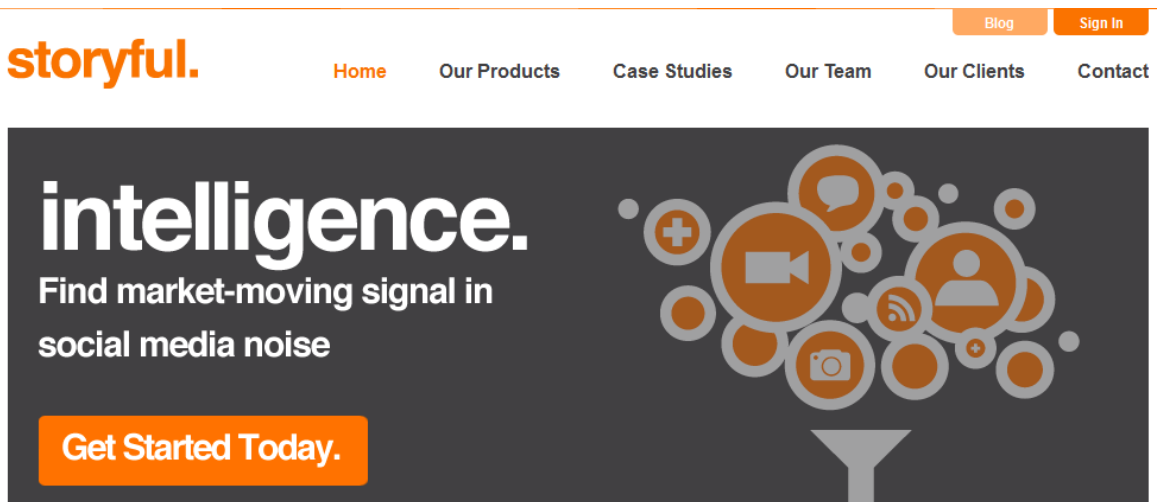 Blog Sign In
storyful.
Home Our Products Case Studies Our Team Our Clients Contact
intelligence.
Find market-moving signal in
social media noise
Get Started Today.